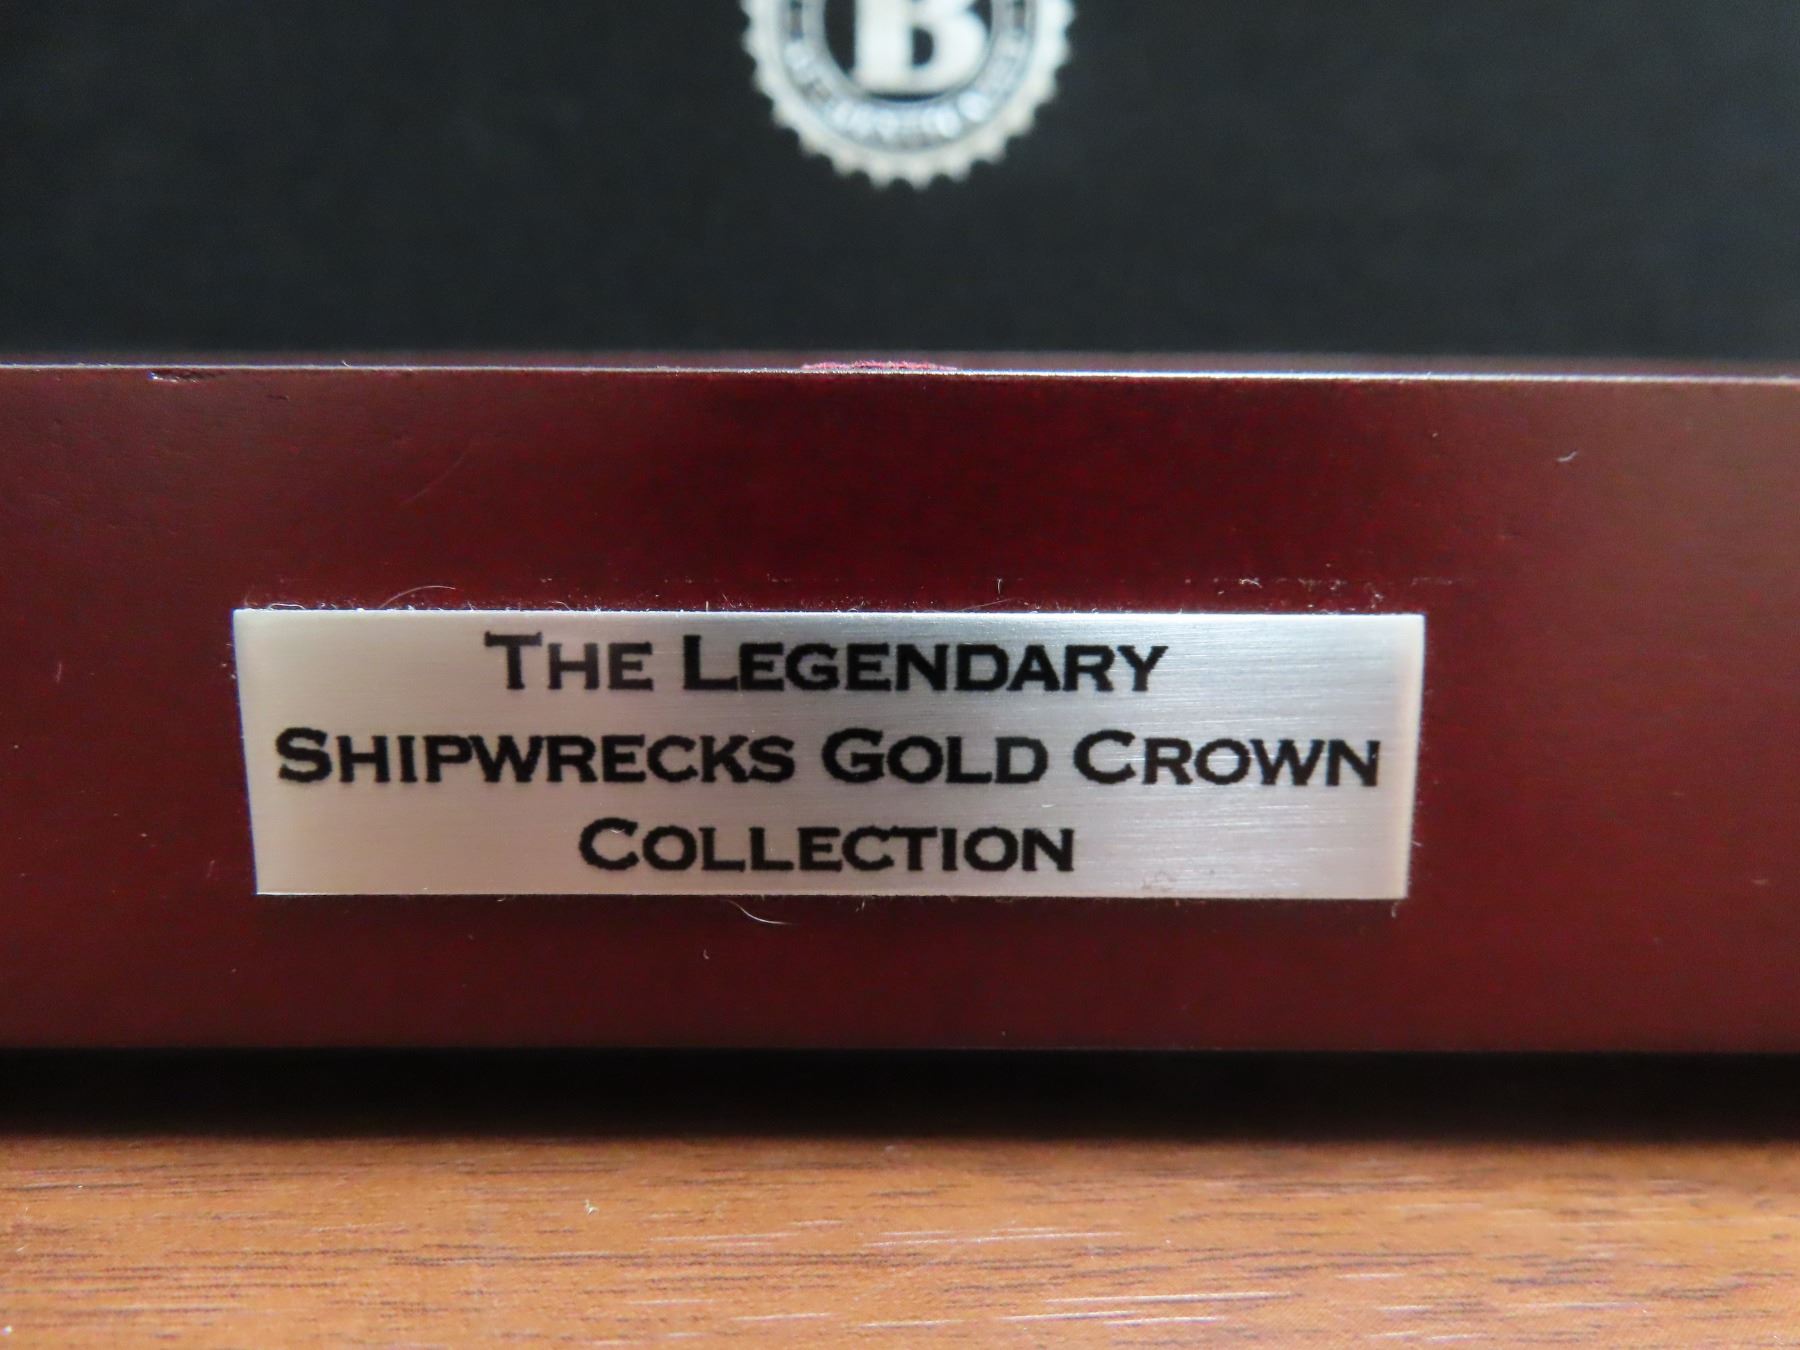 B
THE LEGENDARY
SHIPWRECKS GOLD CROWN
COLLECTION